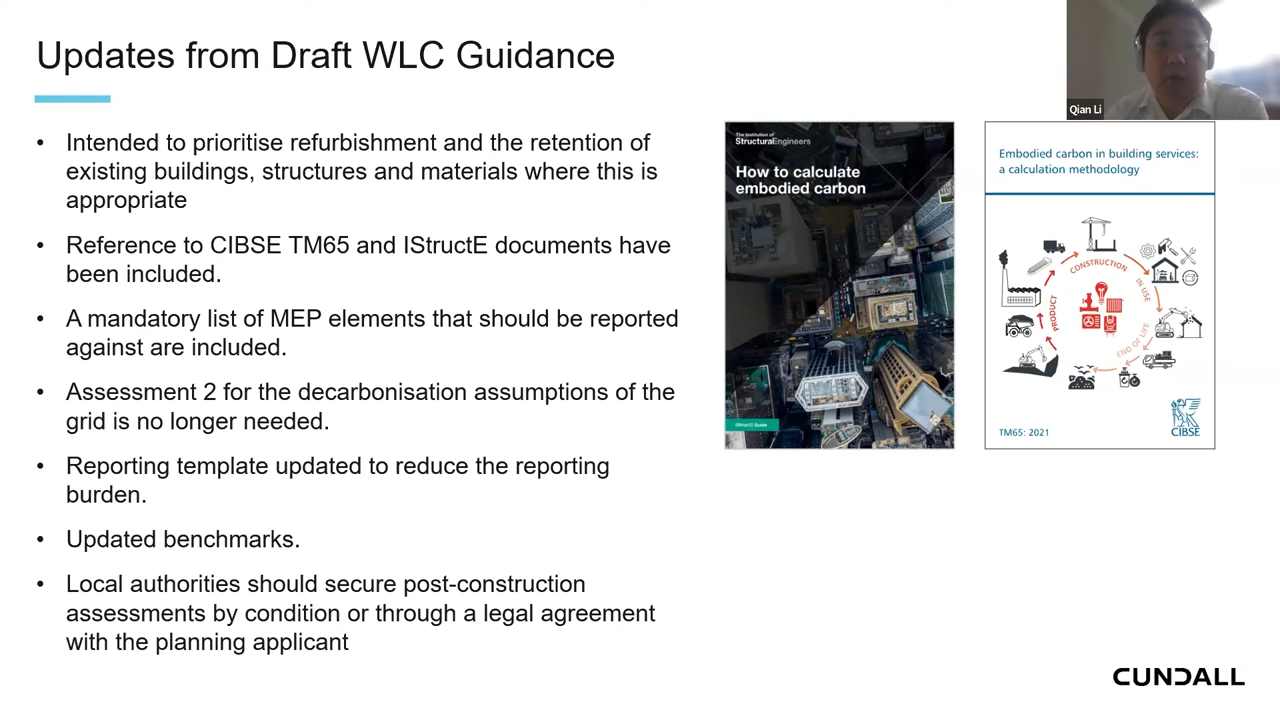 Updates from Draft WLC Guidance
Qian Li
• Intended to prioritise refurbishment and the retention of
existing buildings, structures and materials where this is
appropriate
• Reference to CIBSE TM65 and IStructE documents have
been included.
• A mandatory list of MEP elements that should be reported
against are included.
• Assessment 2 for the decarbonisation assumptions of the
grid is no longer needed.
• Reporting template updated to reduce the reporting
burden.
• Updated benchmarks.
• Local authorities should secure post-construction
assessments by condition or through a legal agreement
with the planning applicant
The Institution of
StructuralEngineers
How to calculate
embodied carbon
IStructE Guide
Embodied carbon in building services:
a calculation methodology
CONSTRUCTION
IN USE
END OF LIFE
PRODUCT
TM65: 2021
CIBSE
CUNDALL